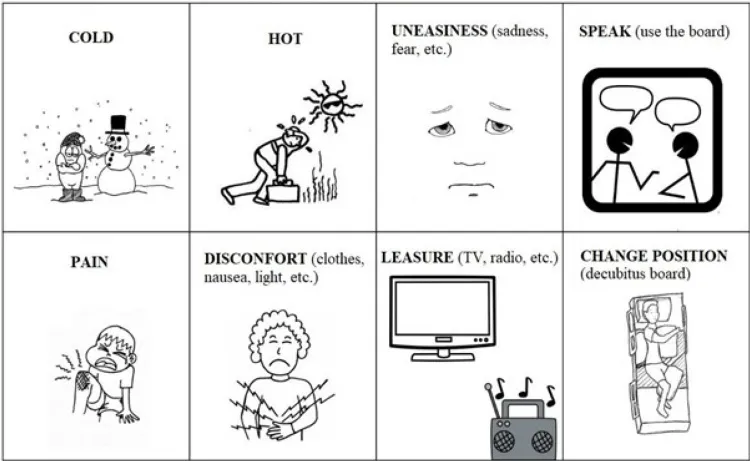 COLD
HOT
UNEASINESS (sadness,
fear, etc.)
SPEAK (use the board)
PAIN
DISCONFORT (clothes,
nausea, light, etc.)
LEASURE (TV, radio, etc.)
CHANGE POSITION
(decubitus board)